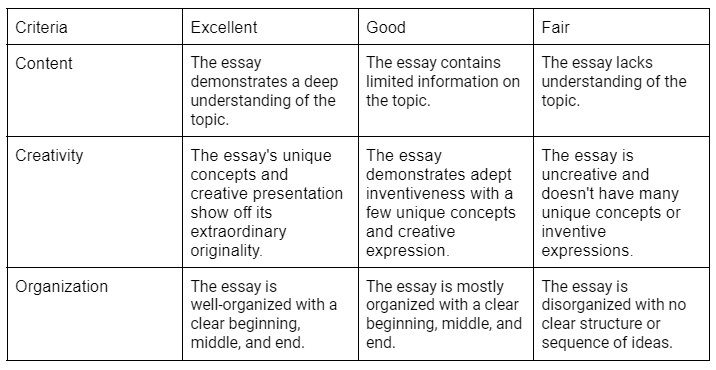 Criteria
Excellent
Good
Fair
Content
The essay
demonstrates a deep
understanding of the
topic.
The essay contains
limited information on
the topic.
The essay lacks
understanding of the
topic.
Creativity
The essay's unique
concepts and
creative presentation
show off its
extraordinary
originality.
The essay
demonstrates adept
inventiveness with a
few unique concepts
and creative
expression.
The essay is
uncreative and
doesn't have many
unique concepts or
inventive
expressions.
Organization
The essay is
well-organized with a
clear beginning,
middle, and end.
The essay is mostly
organized with a clear
beginning, middle, and
end.
The essay is
disorganized with no
clear structure or
sequence of ideas.